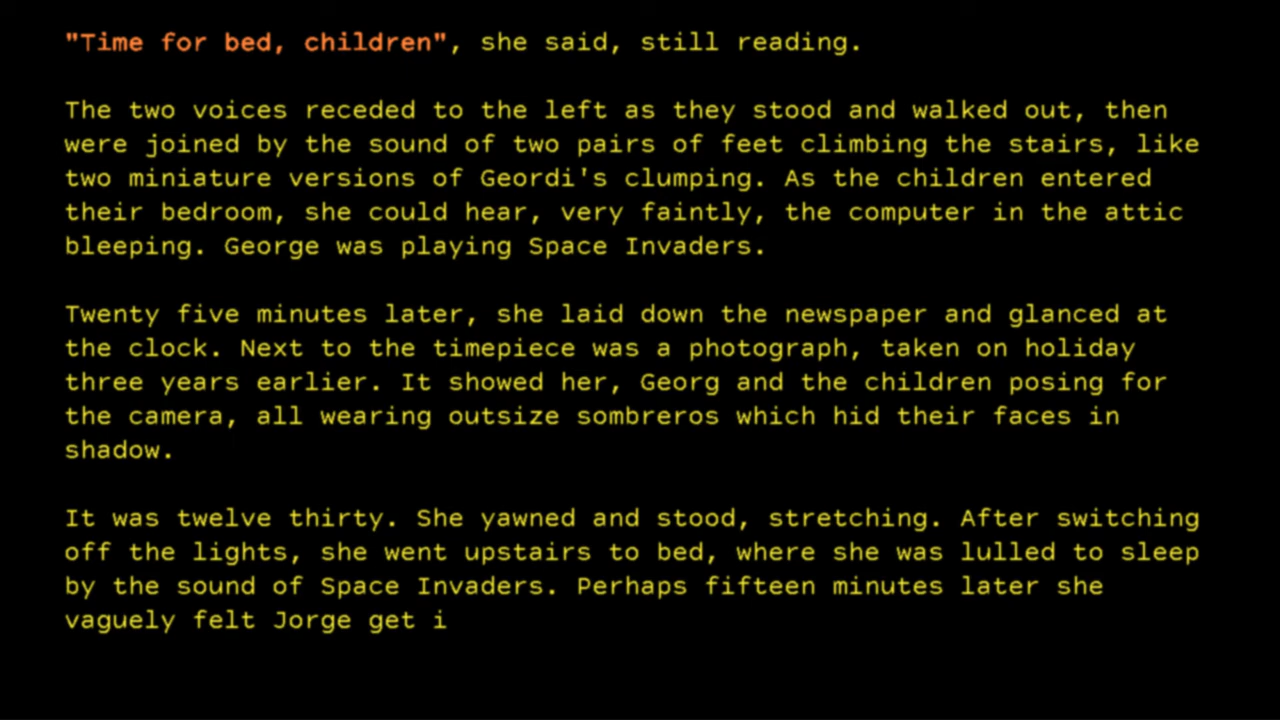 "Time for bed, children", she said, still reading.
The two voices receded to the left as they stood and walked out, then
were joined by the sound of two pairs of feet climbing the stairs, like
two miniature versions of Geordi's clumping. As the children entered
their bedroom, she could hear, very faintly, the computer in the attic
bleeping. George was playing Space Invaders.
Twenty five minutes later, she laid down the newspaper and glanced at
the clock. Next to the timepiece was a photograph, taken on holiday
three years earlier. It showed her, Georg and the children posing for
the camera, all wearing outsize sombreros which hid their faces in
shadow.
It was twelve thirty. She yawned and stood, stretching. After switching
off the lights, she went upstairs to bed, where she was lulled to sleep
by the sound of Space Invaders. Perhaps fifteen minutes later she
vaguely felt Jorge get i